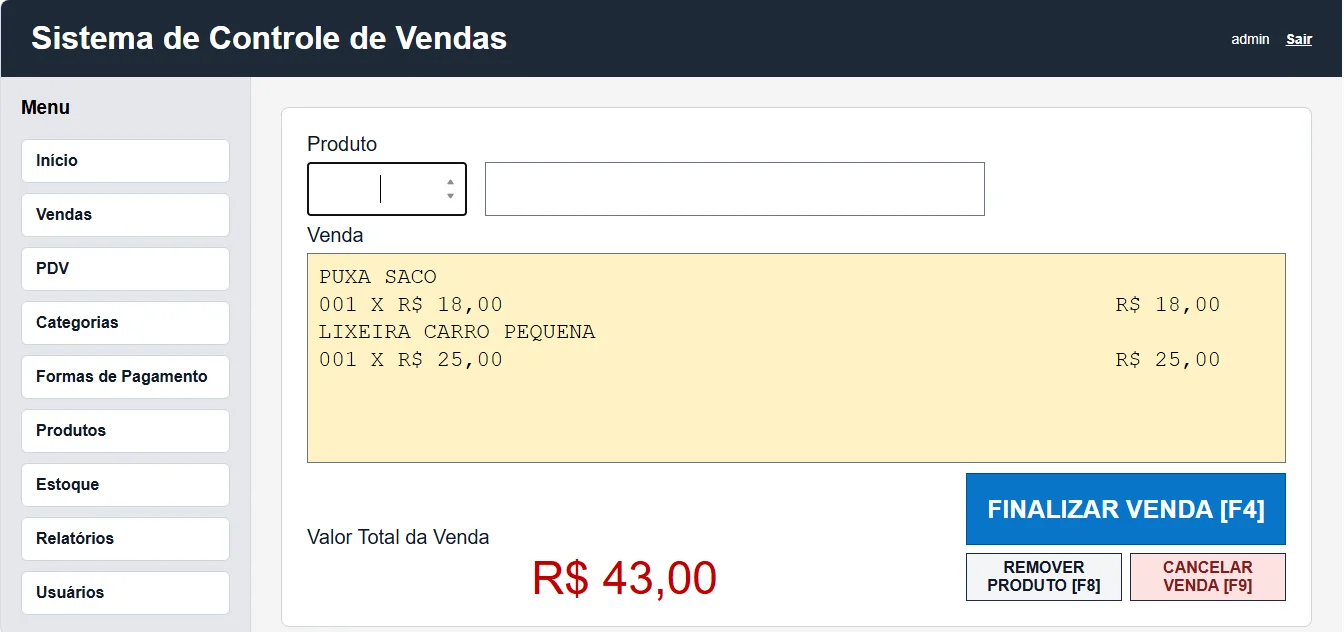 Sistema de Controle de Vendas
admin Sair
Menu
Início
Vendas
PDV
Categorias
Formas de Pagamento
Produtos
Estoque
Relatórios
Usuários
Produto
Venda
PUXA SACO
001 X R$ 18,00 R$ 18,00
LIXEIRA CARRO PEQUENA
001 X R$ 25,00 R$ 25,00
Valor Total da Venda
R$ 43,00
FINALIZAR VENDA [F4]
REMOVER
PRODUTO [F8]
CANCELAR
VENDA [F9]